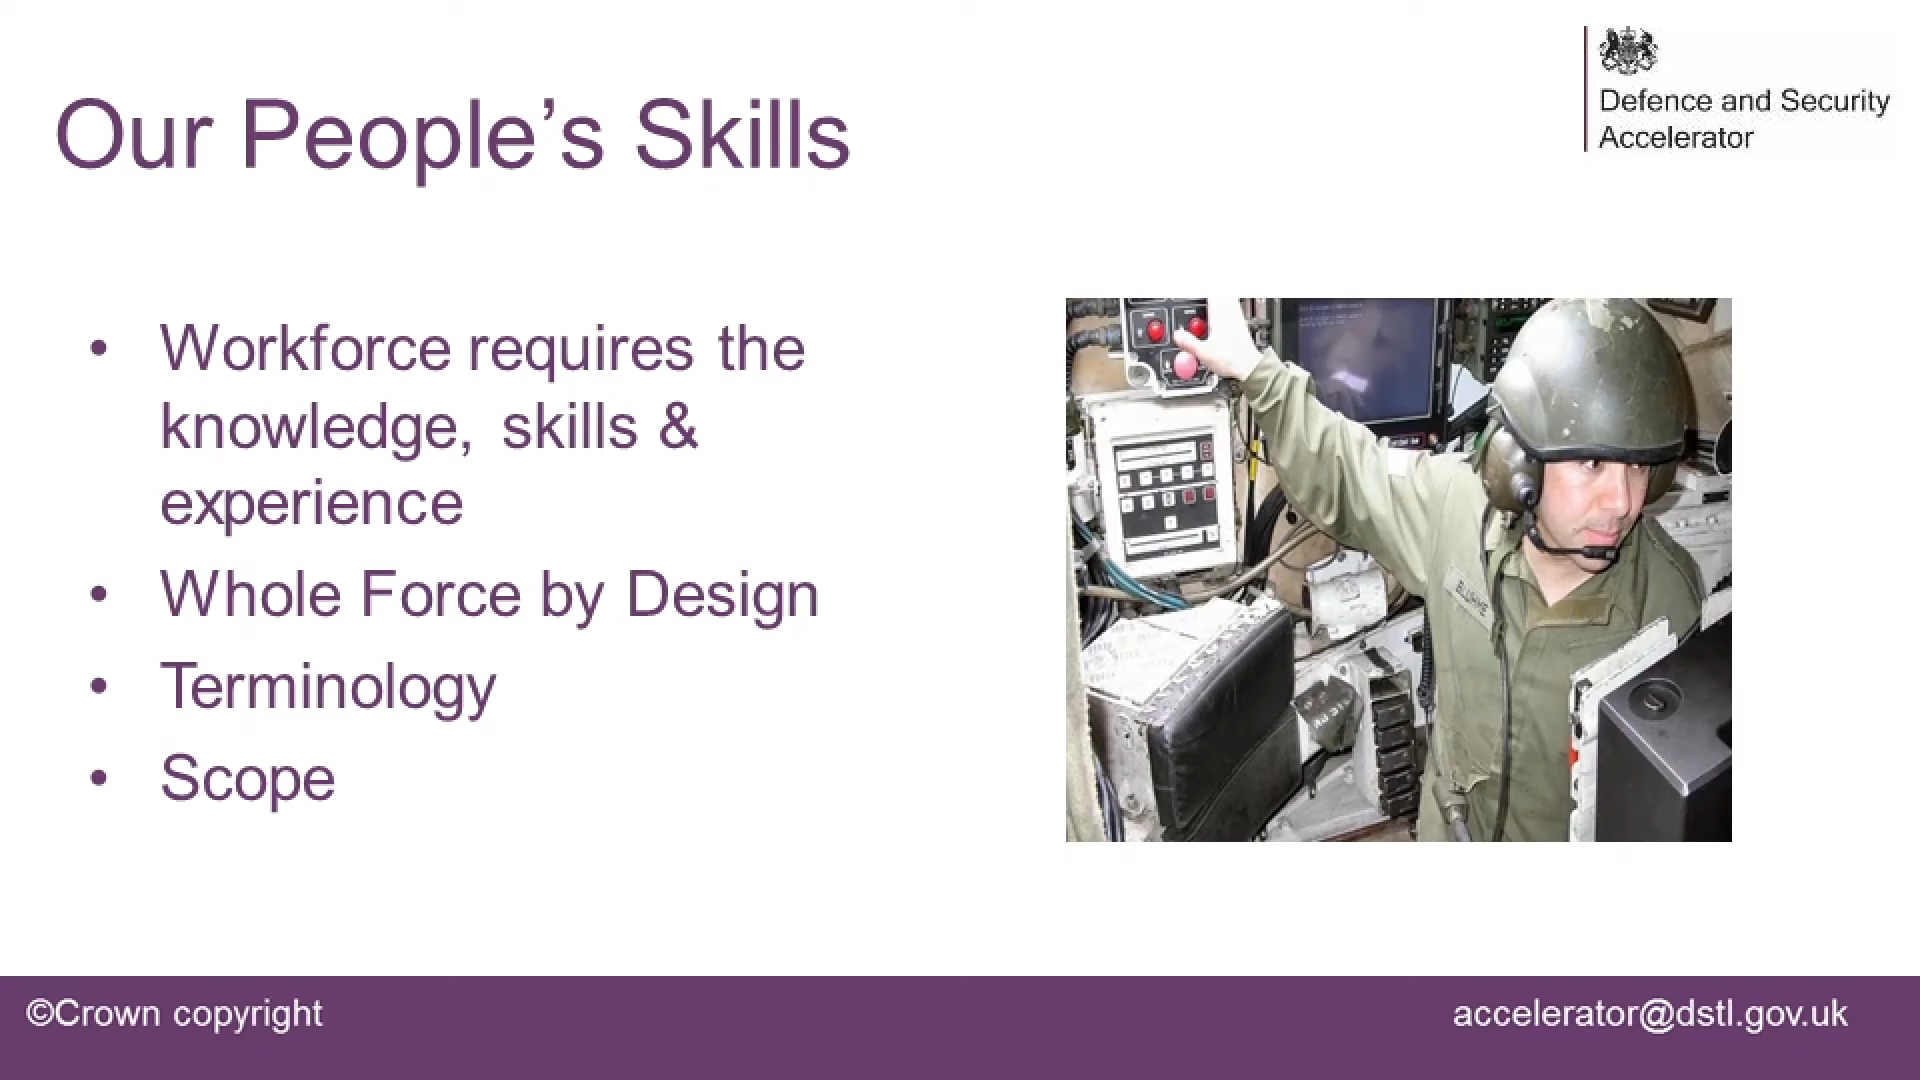 Defence and Security
Accelerator
Our People’s Skills
• Workforce requires the
knowledge, skills &
experience
• Whole Force by Design
• Terminology
• Scope
©Crown copyright
accelerator@dstl.gov.uk